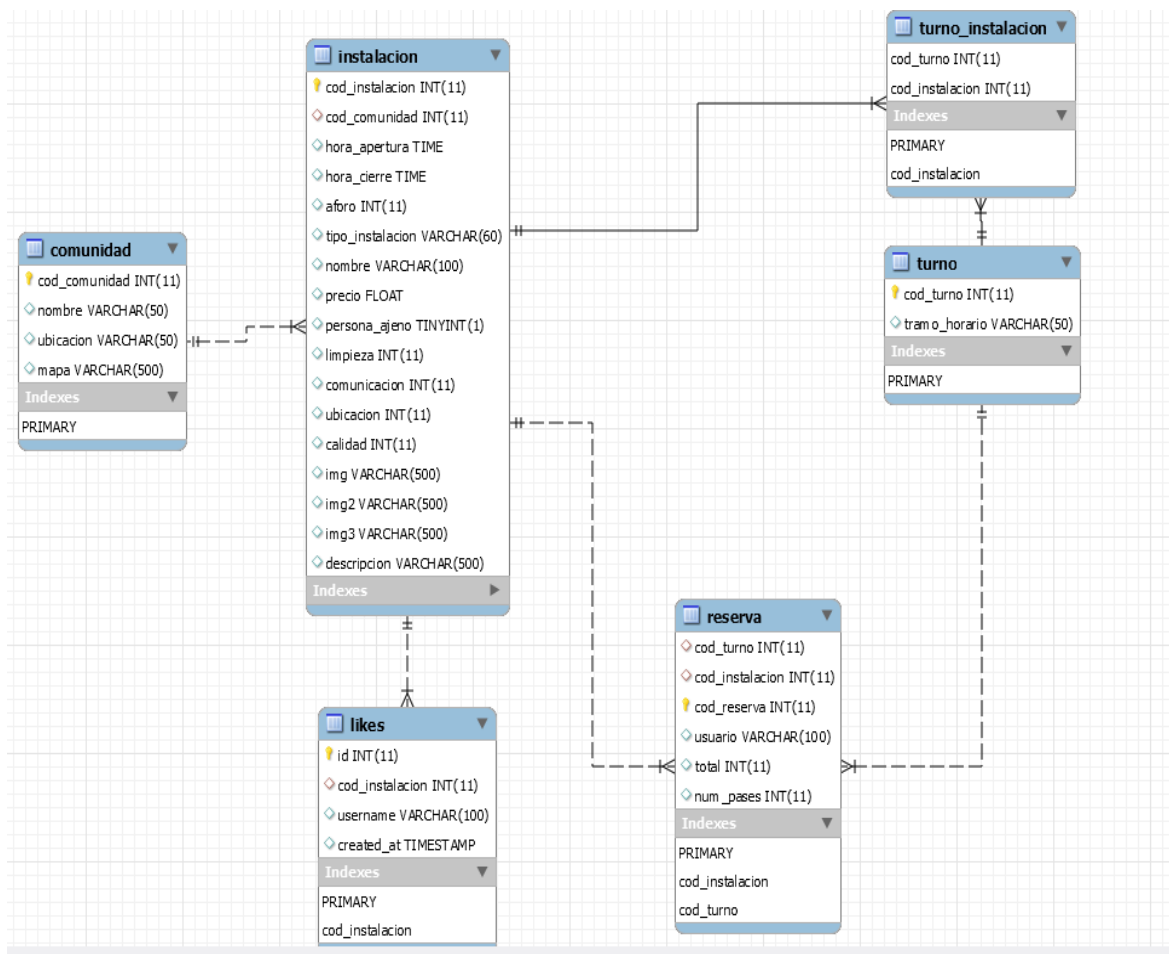 comunidad
cod_comunidad INT(11)
nombre VARCHAR(50)
ubicacion VARCHAR(50)
mapa VARCHAR(500)
Indexes
PRIMARY
instalacion
cod_instalacion INT(11)
cod_comunidad INT(11)
hora_apertura TIME
hora_cierre TIME
aforo INT(11)
tipo_instalacion VARCHAR(60)
nombre VARCHAR(100)
precio FLOAT
persona_ajeno TINYINT(1)
limpieza INT(11)
comunicacion INT(11)
ubicacion INT(11)
calidad INT(11)
img VARCHAR(500)
img2 VARCHAR(500)
img3 VARCHAR(500)
descripcion VARCHAR(500)
Indexes
likes
id INT(11)
cod_instalacion INT(11)
username VARCHAR(100)
created_at TIMESTAMP
Indexes
PRIMARY
cod_instalacion
turno_instalacion
cod_turno INT(11)
cod_instalacion INT(11)
Indexes
PRIMARY
cod_instalacion
turno
cod_turno INT(11)
tramo_horario VARCHAR(50)
Indexes
PRIMARY
reserva
cod_turno INT(11)
cod_instalacion INT(11)
cod_reserva INT(11)
usuario VARCHAR(100)
total INT(11)
num_pases INT(11)
Indexes
PRIMARY
cod_instalacion
cod_turno